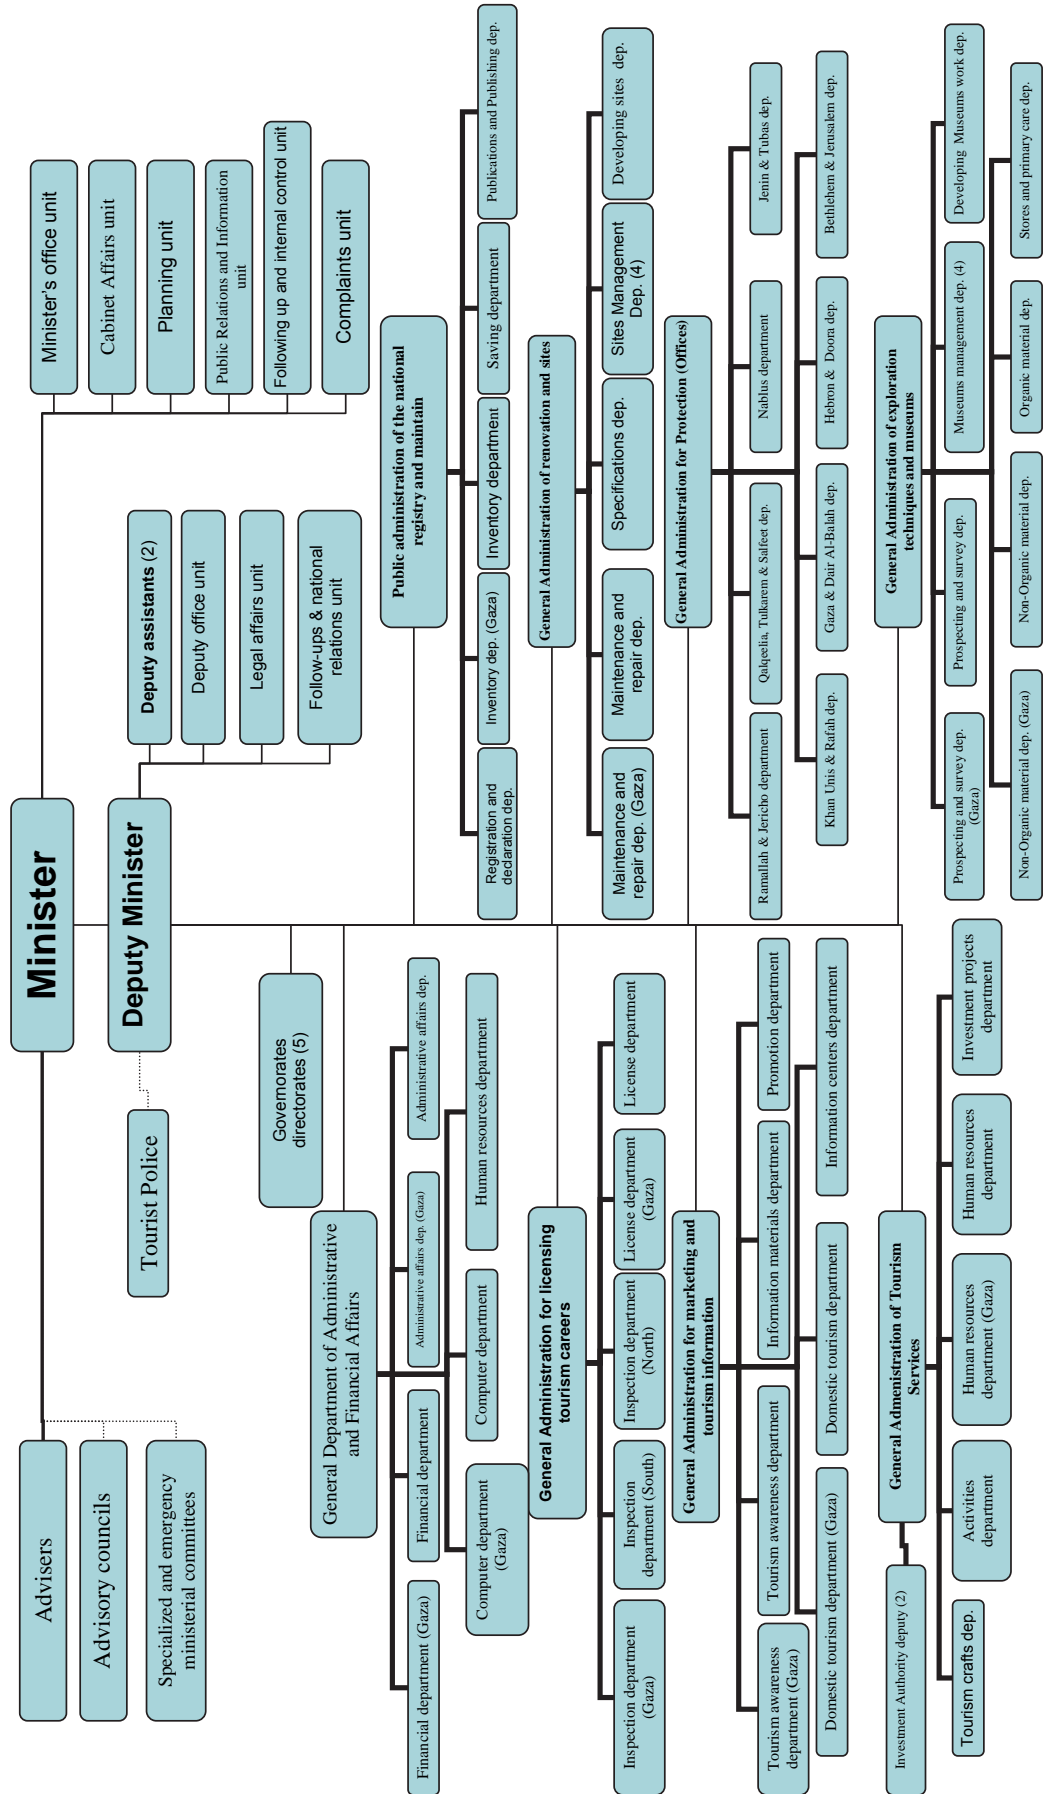 Minister
Deputy Minister
Advisers
Advisory councils
Specialized and emergency
ministerial committees
Tourist Police
Minister's office unit
Cabinet Affairs unit
Planning unit
Public Relations and Information
unit
Following up and internal control unit
Complaints unit
Deputy assistants (2)
Deputy office unit
Legal affairs unit
Follow-ups & national
relations unit
Governorates
directorates (5)
General Department of Administrative
and Financial Affairs
Financial department (Gaza)
Financial department
Administrative affairs dep. (Gaza)
Administrative affairs dep.
Computer department
(Gaza)
Computer department
Human resources department
Public administration of the national
registry and maintain
Registration and
declaration dep.
Inventory dep. (Gaza)
Inventory department
Saving department
Publications and Publishing dep.
General Administration for licensing
tourism careers
Inspection department
(Gaza)
Inspection
department (South)
Inspection department
(North)
License department
(Gaza)
License department
General Administration of renovation and sites
Maintenance and
repair dep. (Gaza)
Maintenance and
repair dep.
Specifications dep.
Sites Management
Dep. (4)
Developing sites dep.
General Administration for marketing and
tourism information
Tourism awareness
department (Gaza)
Tourism awareness department
Information materials department
Promotion department
Domestic tourism department (Gaza)
Domestic tourism department
Information centers department
General Administration for Protection (Offices)
Ramallah & Jericho department
Qalqeelia, Tulkarem & Salfeet dep.
Nablus department
Jenin & Tubas dep.
Khan Unis & Rafah dep.
Gaza & Dair Al-Balah dep.
Hebron & Doora dep.
Bethlehem & Jerusalem dep.
General Admenistration of Tourism
Services
Investment Authority deputy (2)
Tourism crafts dep.
Activities
department
Human resources
department (Gaza)
Human resources
department
Investment projects
department
General Administration of exploration
techniques and museums
Prospecting and survey dep.
(Gaza)
Prospecting and survey dep.
Museums management dep. (4)
Developing Museums work dep.
Non-Organic material dep. (Gaza)
Non-Organic material dep.
Organic material dep.
Stores and primary care dep.